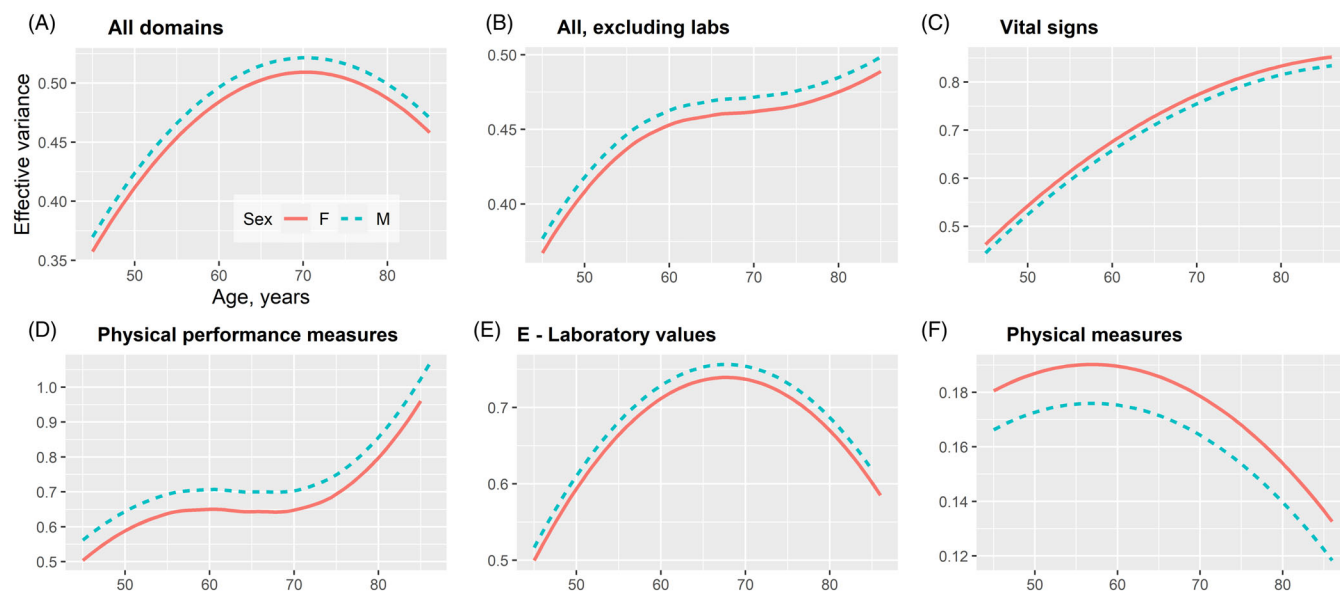 (A) All domains
(B) All, excluding labs
(C) Vital signs
Effective variance
0.50
0.45
0.40
0.35
Sex F M
50 60 70 80
Age, years
0.50
0.45
0.40
50 60 70 80
0.8
0.7
0.6
0.5
50 60 70 80
(D) Physical performance measures
(E) E - Laboratory values
(F) Physical measures
1.0
0.9
0.8
0.7
0.6
0.5
50 60 70 80
0.7
0.6
0.5
50 60 70 80
0.18
0.16
0.14
0.12
50 60 70 80